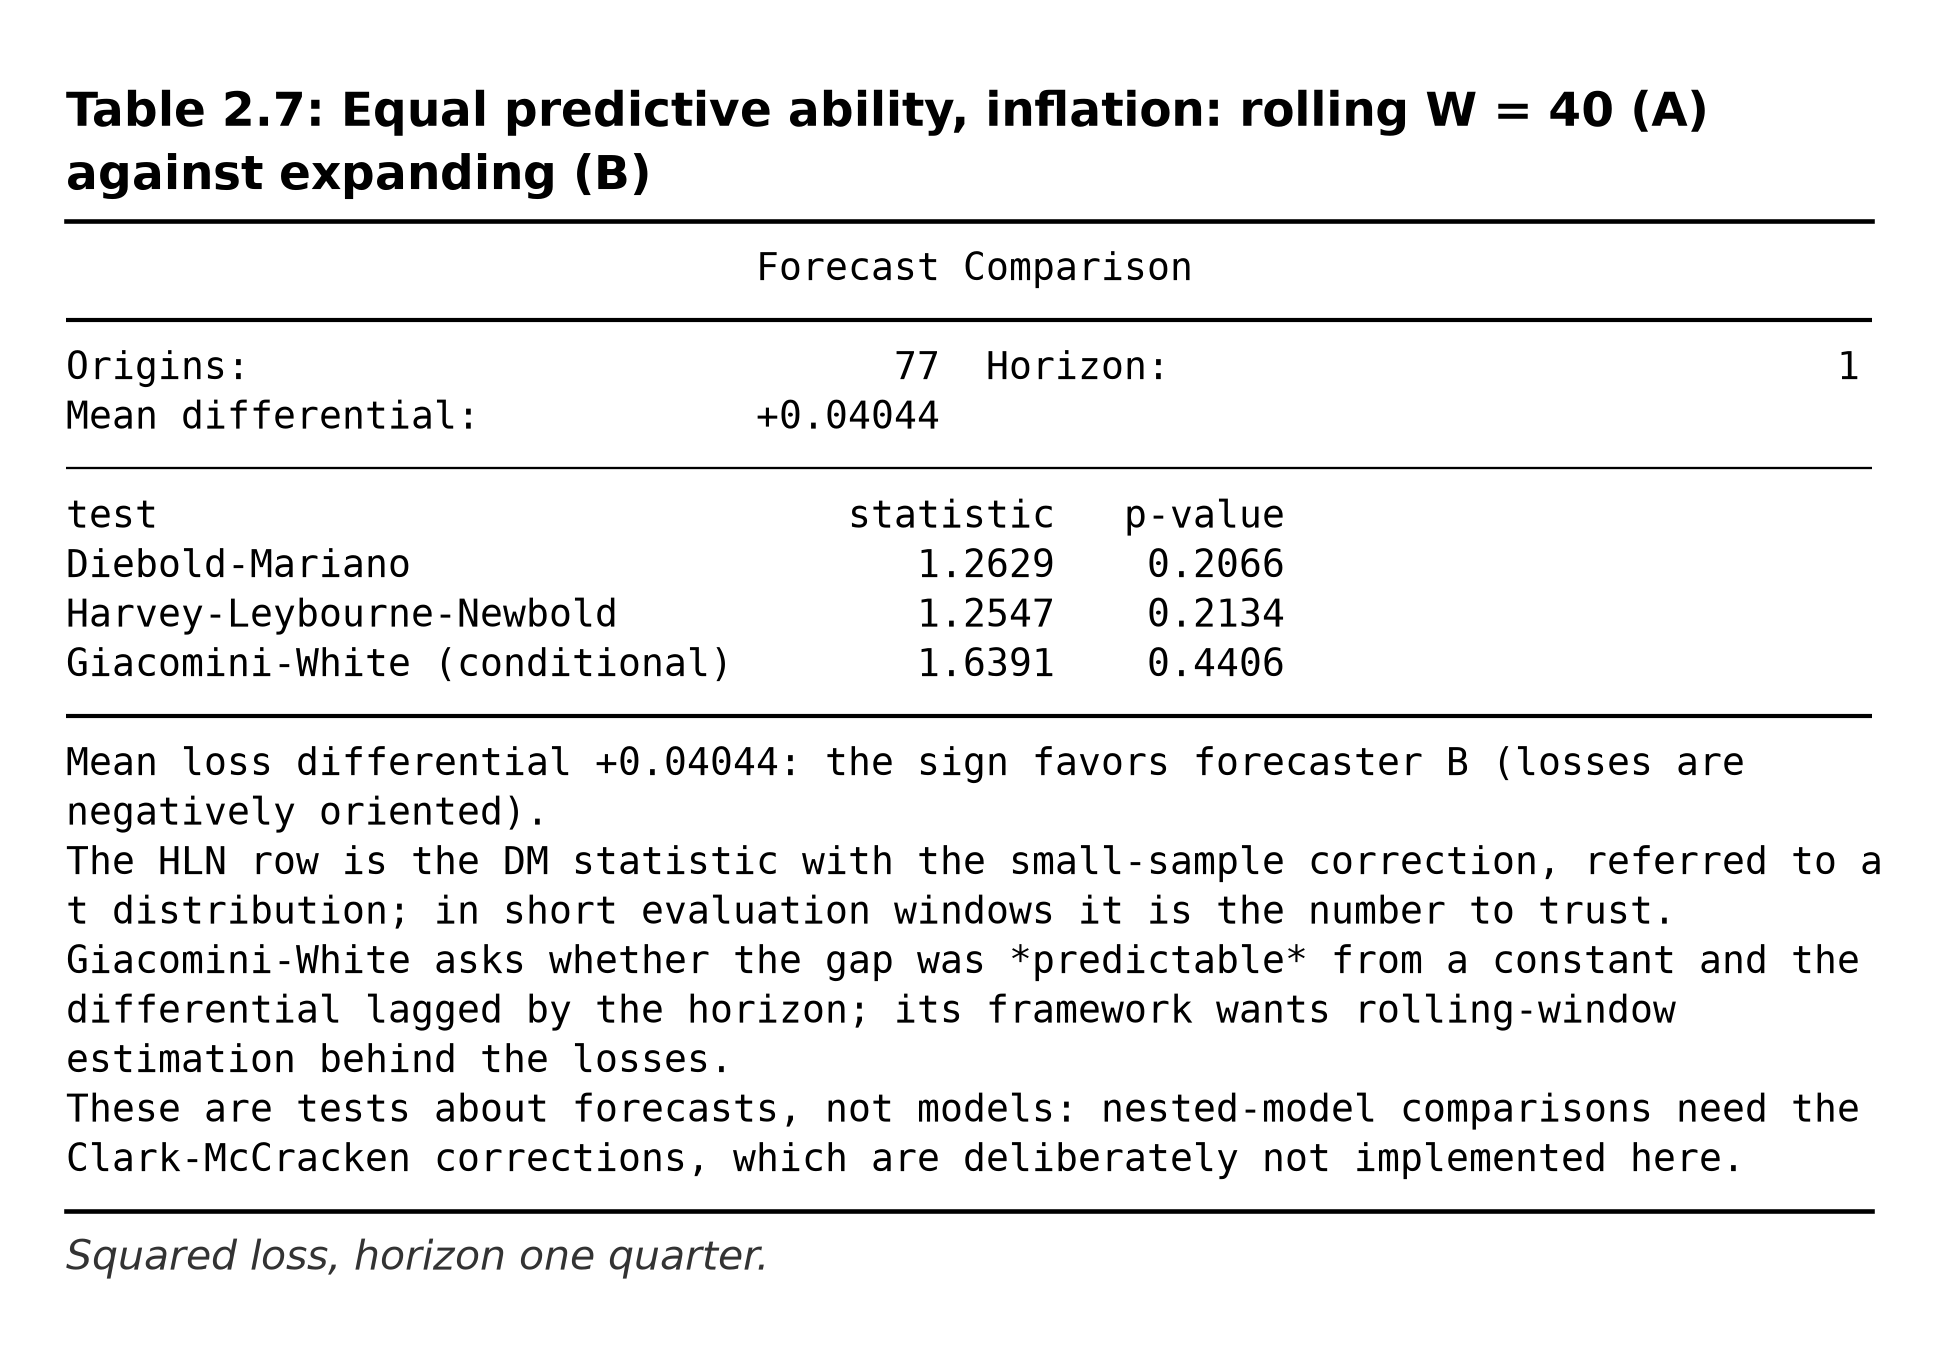 Table 2.7: Equal predictive ability, inflation: rolling W = 40 (A)
against expanding (B)
Forecast Comparison
Origins: 77 Horizon: 1
Mean differential: +0.04044
test statistic p-value
Diebold-Mariano 1.2629 0.2066
Harvey-Leybourne-Newbold 1.2547 0.2134
Giacomini-White (conditional) 1.6391 0.4406
Mean loss differential +0.04044: the sign favors forecaster B (losses are
negatively oriented).
The HLN row is the DM statistic with the small-sample correction, referred to a
t distribution; in short evaluation windows it is the number to trust.
Giacomini-White asks whether the gap was *predictable* from a constant and the
differential lagged by the horizon; its framework wants rolling-window
estimation behind the losses.
These are tests about forecasts, not models: nested-model comparisons need the
Clark-McCracken corrections, which are deliberately not implemented here.
Squared loss, horizon one quarter.